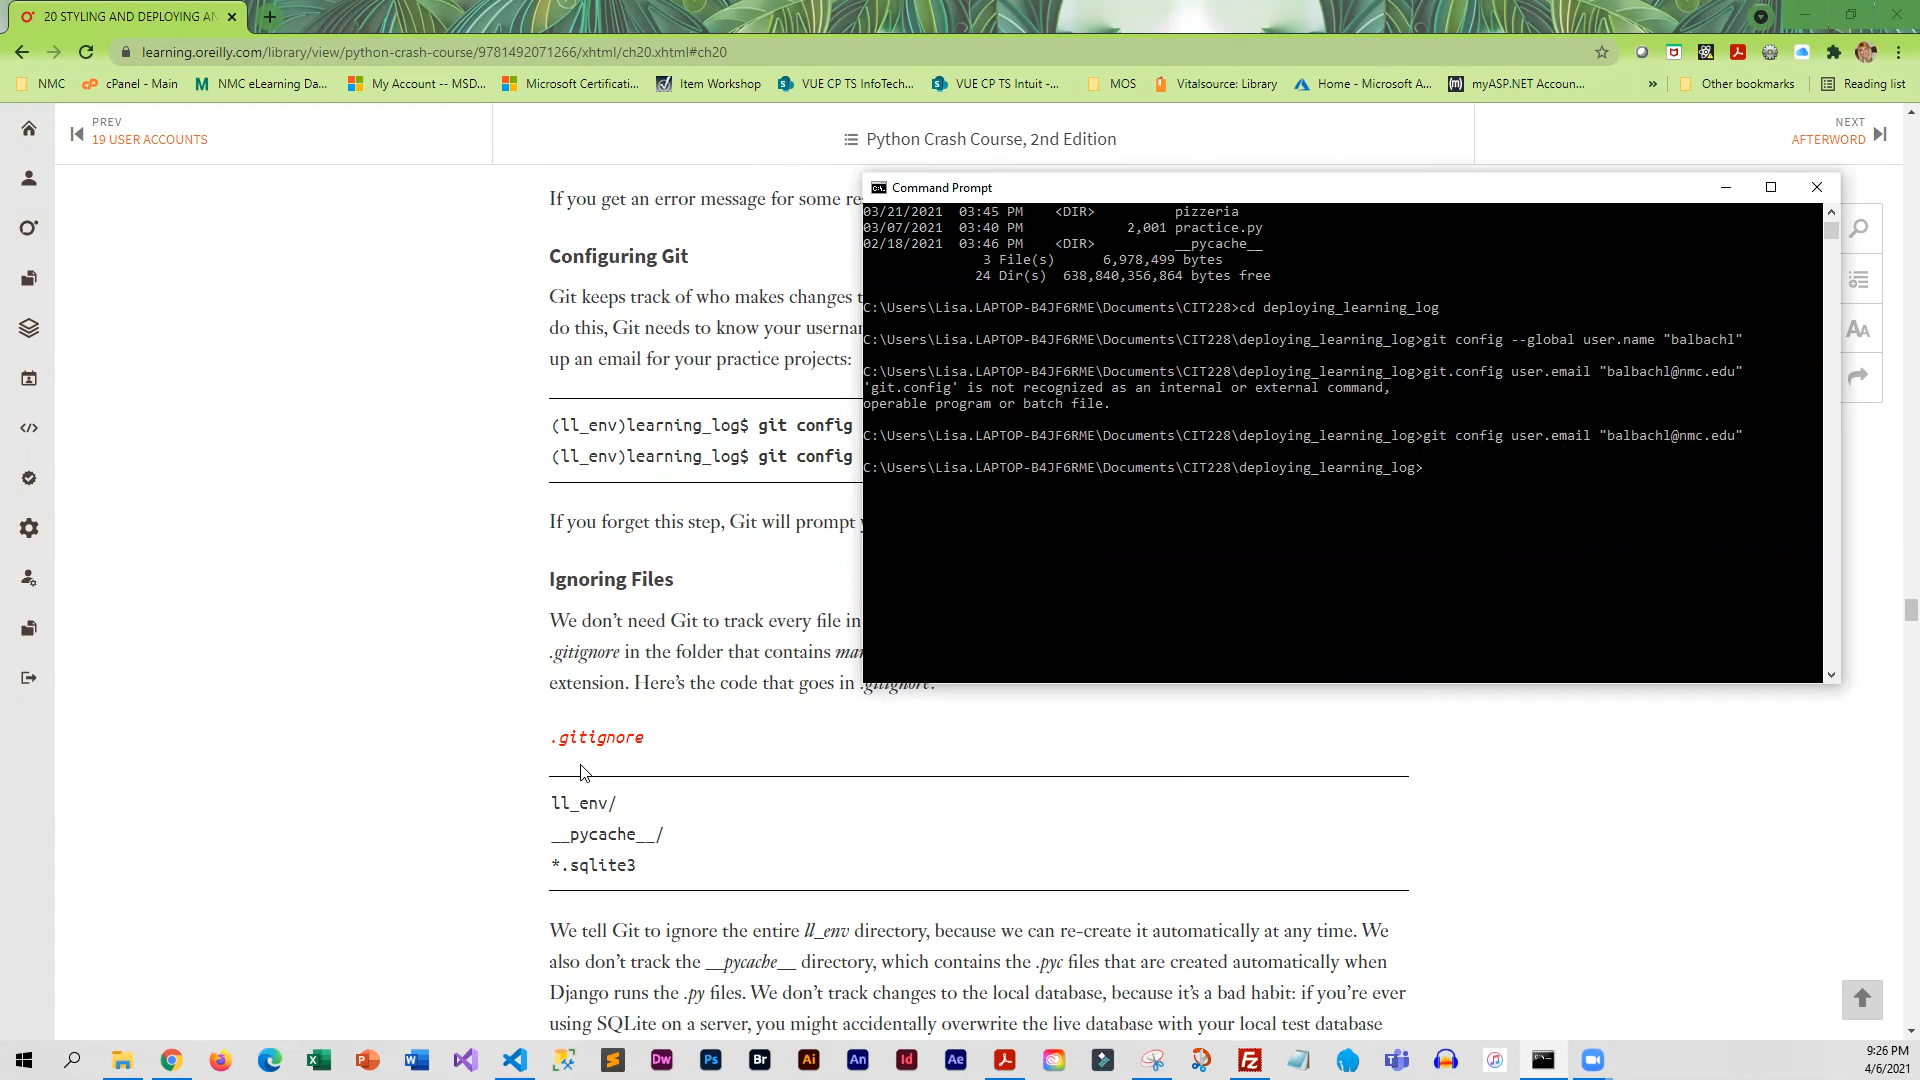 20 STYLING AND DEPLOYING AN
learning.oreilly.com/library/view/python-crash-course/9781492071266/xhtml/ch20.xhtml#ch20
NMC
cPanel - Main
NMC eLearning Da...
My Account -- MSD...
Microsoft Certificati...
Item Workshop
VUE CP TS InfoTech...
VUE CP TS Intuit -...
MOS
Vitalsource: Library
Home - Microsoft A...
myASP.NET Accoun...
»
Other bookmarks
Reading list
PREV
19 USER ACCOUNTS
Python Crash Course, 2nd Edition
NEXT
AFTERWORD
If you get an error message for some re
Configuring Git
Git keeps track of who makes changes t
do this, Git needs to know your usernam
up an email for your practice projects:
(ll_env)learning_log$ git config
(ll_env)learning_log$ git config
If you forget this step, Git will prompt y
Ignoring Files
We don't need Git to track every file in
.gitignore in the folder that contains man
extension. Here's the code that goes in .gitignore:
.gitignore
ll_env/
__pycache__/
*.sqlite3
We tell Git to ignore the entire ll_env directory, because we can re-create it automatically at any time. We
also don't track the __pycache__ directory, which contains the .pyc files that are created automatically when
Django runs the .py files. We don't track changes to the local database, because it's a bad habit: if you're ever
using SQLite on a server, you might accidentally overwrite the live database with your local test database
Command Prompt
03/21/2021 03:45 PM <DIR> pizzeria
03/07/2021 03:40 PM 2,001 practice.py
02/18/2021 03:46 PM <DIR> __pycache__
3 File(s) 6,978,499 bytes
24 Dir(s) 638,840,356,864 bytes free
C:\Users\Lisa.LAPTOP-B4JF6RME\Documents\CIT228>cd deploying_learning_log
C:\Users\Lisa.LAPTOP-B4JF6RME\Documents\CIT228\deploying_learning_log>git config --global user.name "balbachl"
C:\Users\Lisa.LAPTOP-B4JF6RME\Documents\CIT228\deploying_learning_log>git.config user.email "balbachl@nmc.edu"
'git.config' is not recognized as an internal or external command,
operable program or batch file.
C:\Users\Lisa.LAPTOP-B4JF6RME\Documents\CIT228\deploying_learning_log>git config user.email "balbachl@nmc.edu"
C:\Users\Lisa.LAPTOP-B4JF6RME\Documents\CIT228\deploying_learning_log>
AA
9:26 PM
4/6/2021